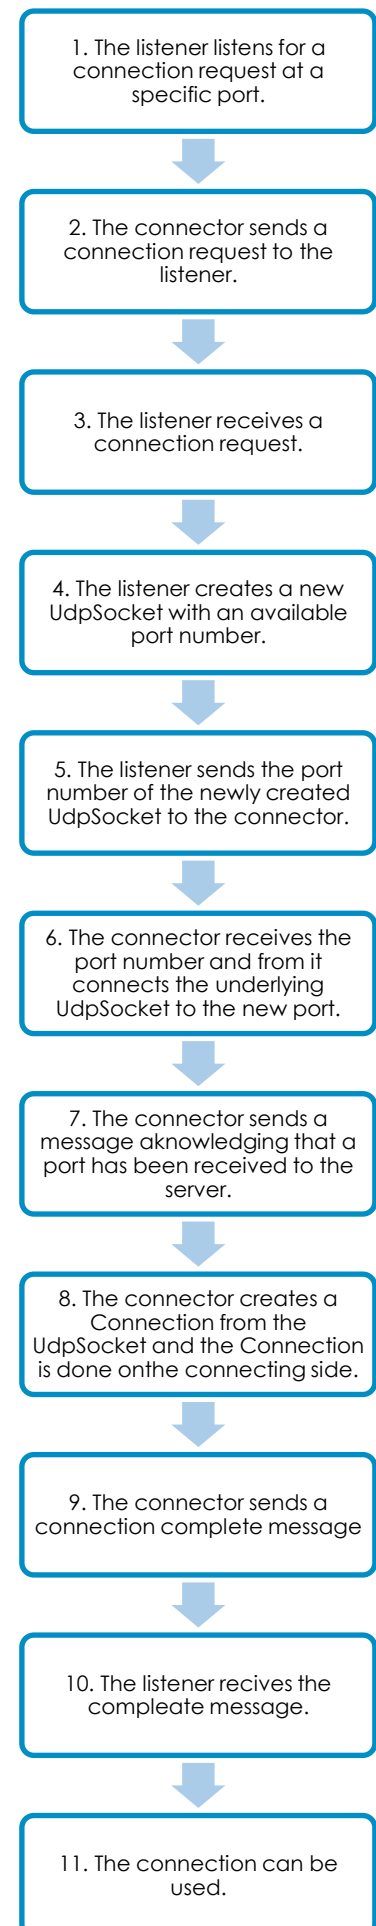 1. The listener listens for a
connection request at a
specific port.
2. The connector sends a
connection request to the
listener.
3. The listener receives a
connection request.
4. The listener creates a new
UdpSocket with an available
port number.
5. The listener sends the port
number of the newly created
UdpSocket to the connector.
6. The connector receives the
port number and from it
connects the underlying
UdpSocket to the new port.
7. The connector sends a
message aknowledging that a
port has been received to the
server.
8. The connector creates a
Connection from the
UdpSocket and the Connection
is done onthe connecting side.
9. The connector sends a
connection complete message
10. The listener recives the
compleate message.
11. The connection can be
used.